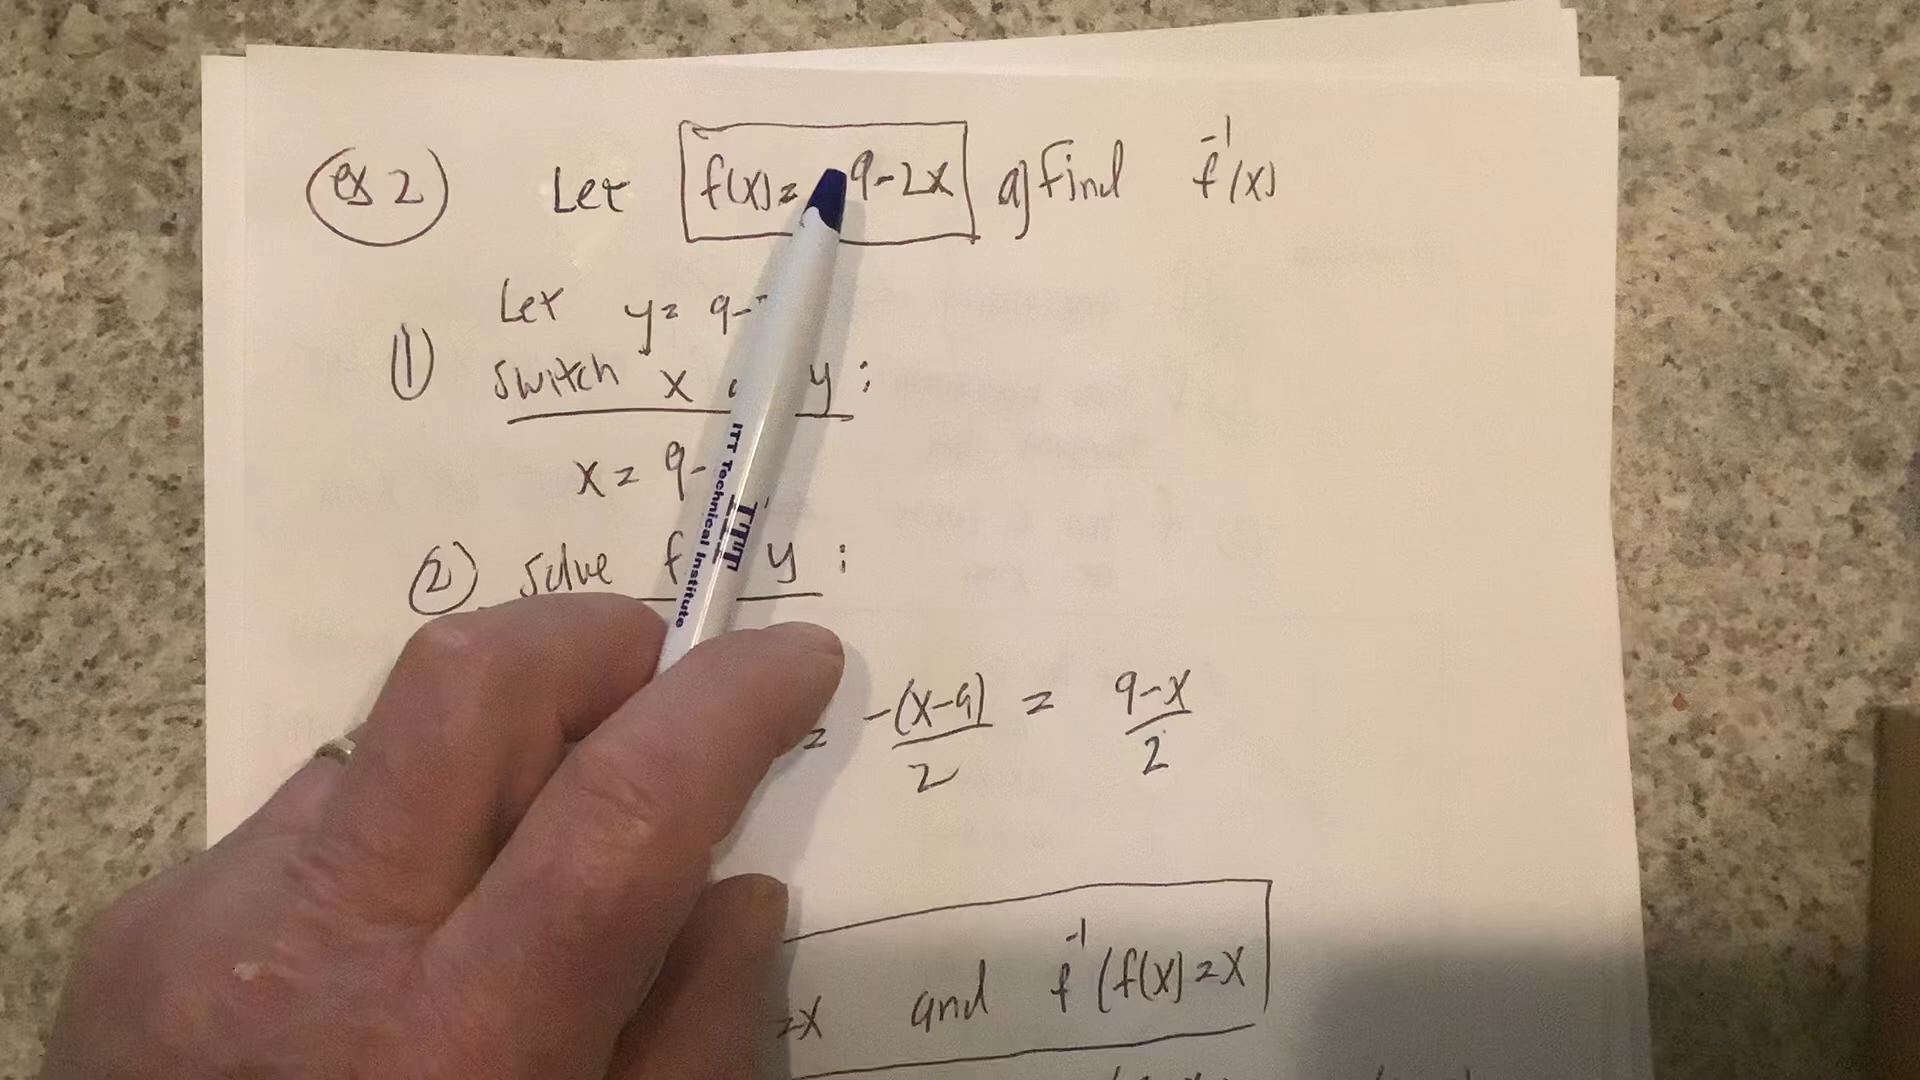 ex 2 Let f(x) = 9-2x a) Find f⁻¹(x)
Let y = 9-
① switch x y :
x = 9-
② solve f y :
= -(x-9)/2 = 9-x/2
=x and f⁻¹(f(x)=x
ITT Technical Institute